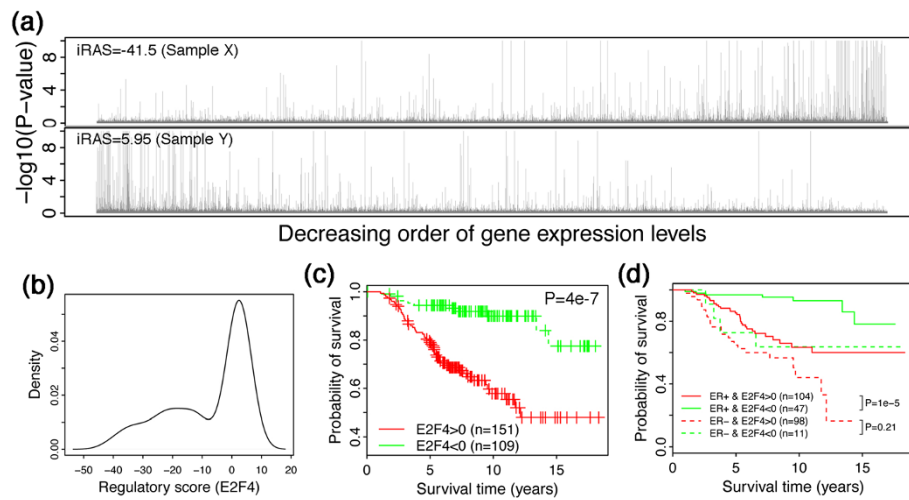 (a)
iRAS=-41.5 (Sample X)
iRAS=5.95 (Sample Y)
-log10(P-value)
0 4 8
0 4 8
Decreasing order of gene expression levels
(b)
Density
0.00 0.02 0.04
-50 -40 -30 -20 -10 0 10 20
Regulatory score (E2F4)
(c)
P=4e-7
Probability of survival
0.0 0.2 0.4 0.6 0.8 1.0
E2F4>0 (n=151)
E2F4<0 (n=109)
0 5 10 15
Survival time (years)
(d)
Probability of survival
0.0 0.4 0.8
ER+ & E2F4>0 (n=104)
ER+ & E2F4<0 (n=47)
ER- & E2F4>0 (n=98)
ER- & E2F4<0 (n=11)
P=1e-5
P=0.21
0 5 10 15
Survival time (years)